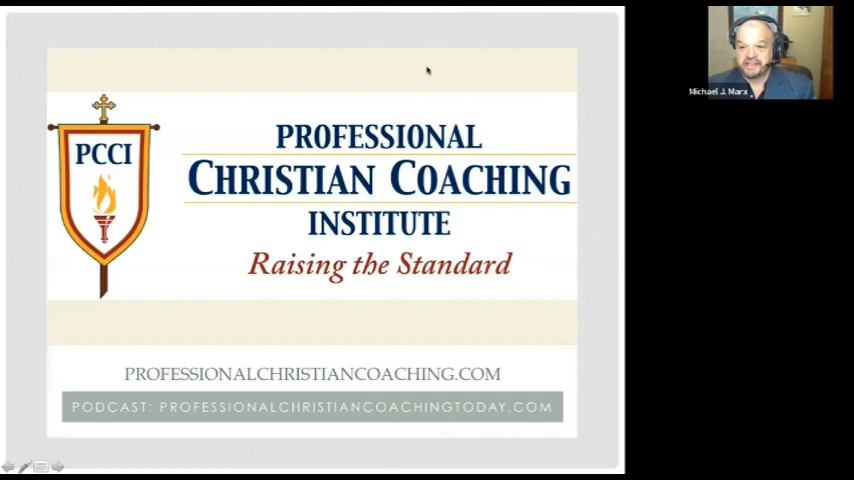 PCCI
PROFESSIONAL
CHRISTIAN COACHING
INSTITUTE
Raising the Standard
PROFESSIONALCHRISTIANCOACHING.COM
PODCAST: PROFESSIONALCHRISTIANCOACHINGTODAY.COM
Michael J. Marx